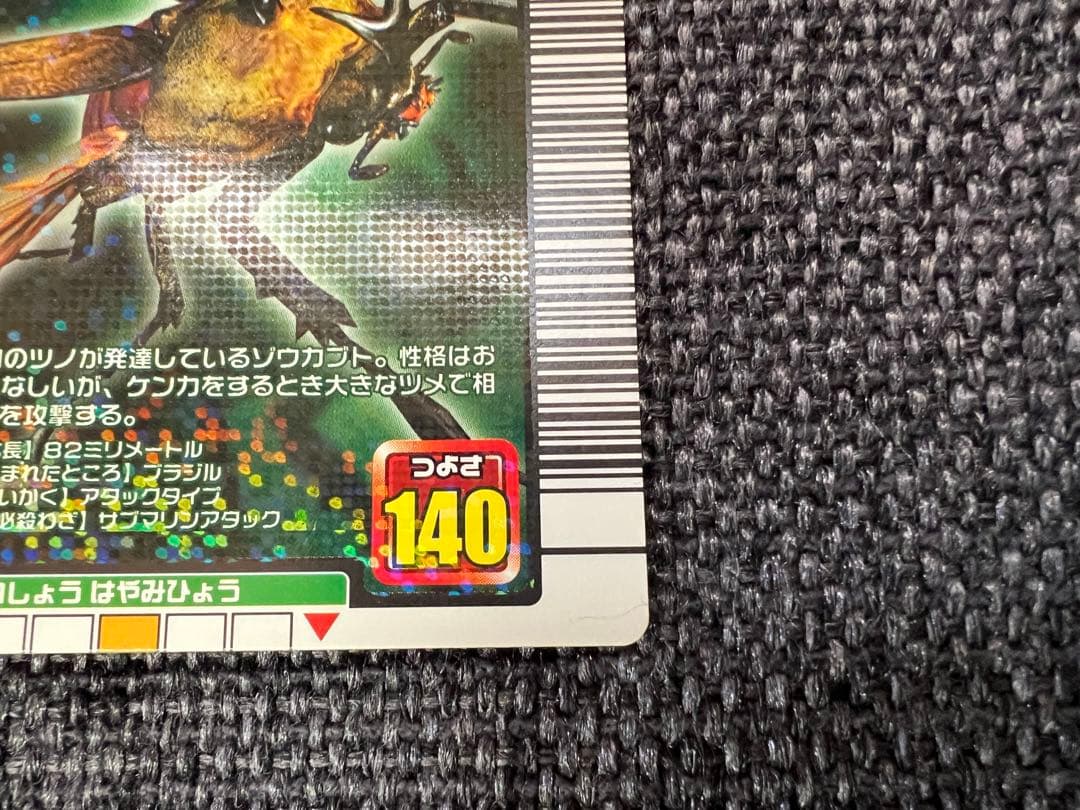 のツノが発達しているゾウカブト。性格はお
なしいが、ケンカをするとき大きなツメで相
を攻撃する。
長】82ミリメートル
まれたところ】ブラジル
いかく】アタックタイプ
必殺わざ】サブマリンアタック
つよさ
140
しょう はやみひょう